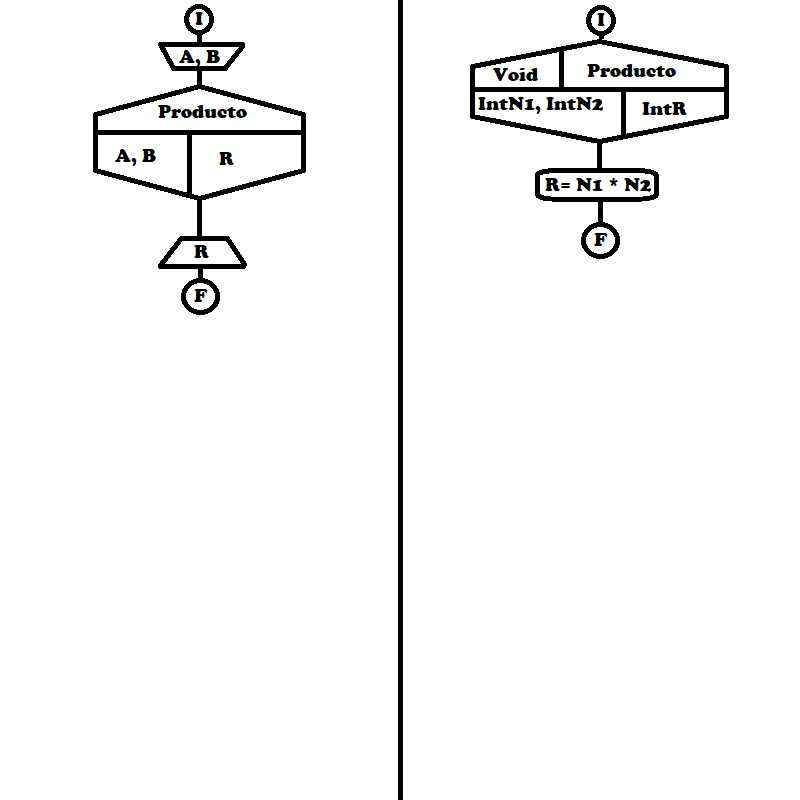 I
A, B
Producto
A, B R
R
F
I
Void Producto
IntN1, IntN2 IntR
R= N1 * N2
F